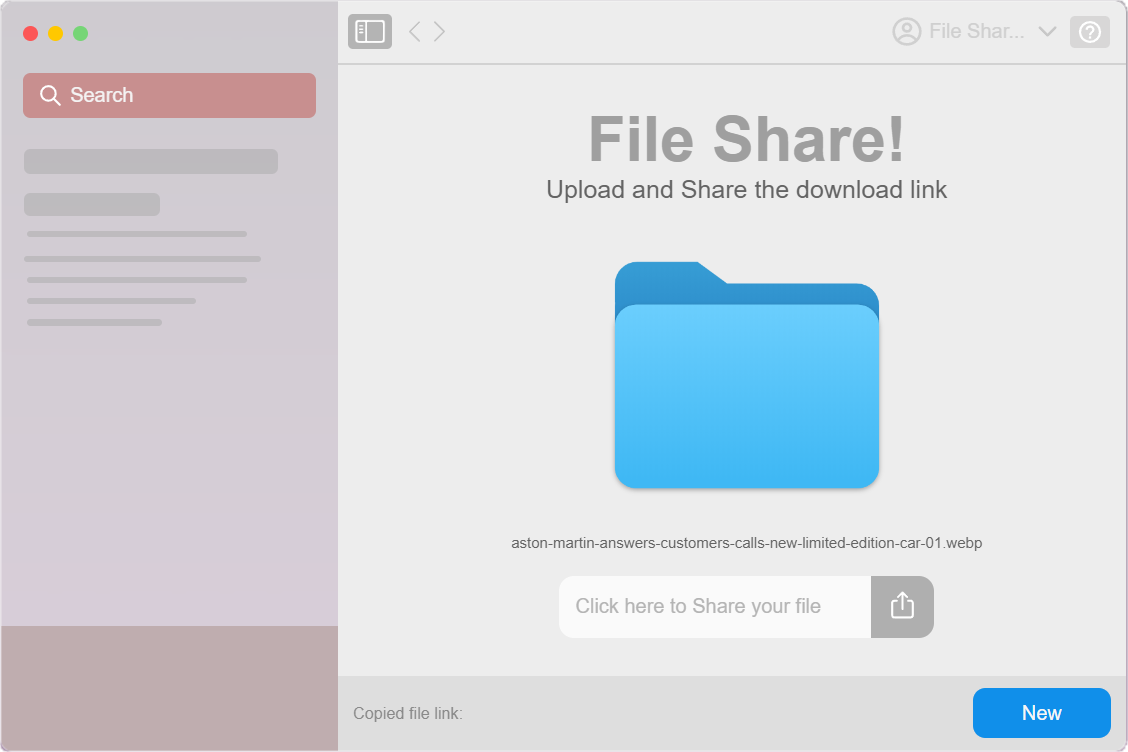 Search
File Shar...
File Share!
Upload and Share the download link
aston-martin-answers-customers-calls-new-limited-edition-car-01.webp
Click here to Share your file
Copied file link:
New